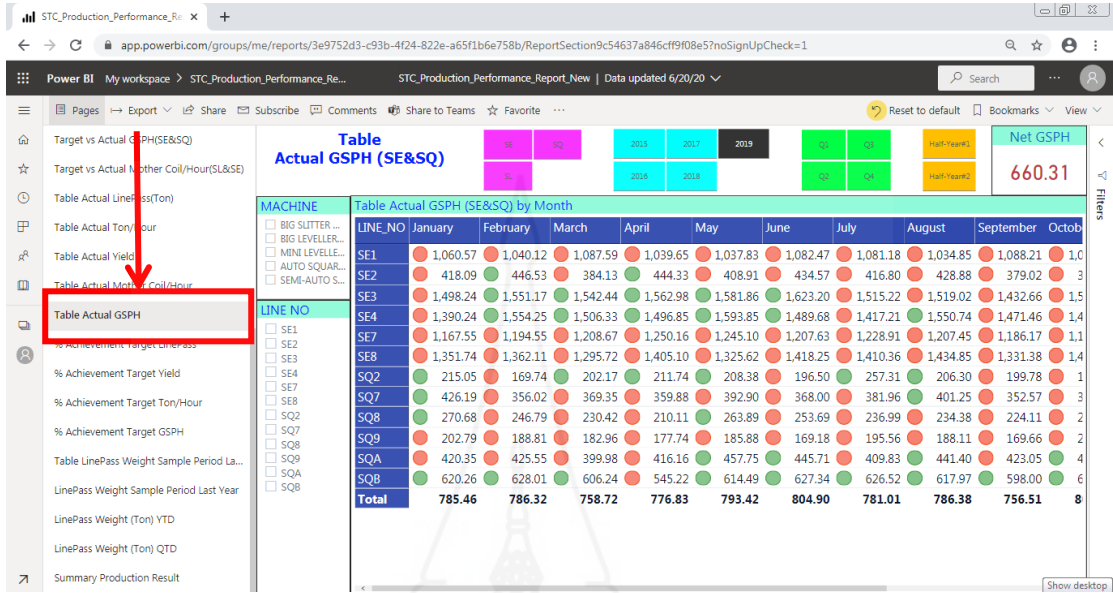 STC_Production_Performance_Re
app.powerbi.com/groups/me/reports/3e9752d3-c93b-4f24-822e-a65f1b6e758b/ReportSection9c54637a846cff9f08e5?noSignUpCheck=1
Power BI My workspace > STC_Production_Performance_Re... STC_Production_Performance_Report_New | Data updated 6/20/20 Search
Pages Export Share Subscribe Comments Share to Teams Favorite ... Reset to default Bookmarks View
Target vs Actual GSPH(SE&SQ)
Target vs Actual Mother Coil/Hour(SL&SE)
Table Actual LinePass(Ton)
Table Actual Ton/Hour
Table Actual Yield
Table Actual Mother Coil/Hour
Table Actual GSPH
% Achievement Target LinePass
% Achievement Target Yield
% Achievement Target Ton/Hour
% Achievement Target GSPH
Table LinePass Weight Sample Period La...
LinePass Weight Sample Period Last Year
LinePass Weight (Ton) YTD
LinePass Weight (Ton) QTD
Summary Production Result
Table
Actual GSPH (SE&SQ)
SE SQ
SL
2015 2017 2019
2016 2018
Q1 Q3
Q2 Q4
Half-Year#1
Half-Year#2
Net GSPH
660.31
Filters
MACHINE
BIG SLITTER ...
BIG LEVELLER...
MINI LEVELLE...
AUTO SQUAR...
SEMI-AUTO S...
LINE NO
SE1
SE2
SE3
SE4
SE7
SE8
SQ2
SQ7
SQ8
SQ9
SQA
SQB
Table Actual GSPH (SE&SQ) by Month
LINE_NO January February March April May June July August September Octob
SE1 1,060.57 1,040.12 1,087.59 1,039.65 1,037.83 1,082.47 1,081.18 1,034.85 1,088.21 1,0
SE2 418.09 446.53 384.13 444.33 408.91 434.57 416.80 428.88 379.02 3
SE3 1,498.24 1,551.17 1,542.44 1,562.98 1,581.86 1,623.20 1,515.22 1,519.02 1,432.66 1,5
SE4 1,390.24 1,554.25 1,506.33 1,496.85 1,593.85 1,489.68 1,417.21 1,550.74 1,471.46 1,4
SE7 1,167.55 1,194.55 1,208.67 1,250.16 1,245.10 1,207.63 1,228.91 1,207.45 1,186.17 1,1
SE8 1,351.74 1,362.11 1,295.72 1,405.10 1,325.62 1,418.25 1,410.36 1,434.85 1,331.38 1,4
SQ2 215.05 169.74 202.17 211.74 208.38 196.50 257.31 206.30 199.78 1
SQ7 426.19 356.02 369.35 359.88 392.90 368.00 381.96 401.25 352.57 3
SQ8 270.68 246.79 230.42 210.11 263.89 253.69 236.99 234.38 224.11 2
SQ9 202.79 188.81 182.96 177.74 185.88 169.18 195.56 188.11 169.66 2
SQA 420.35 425.55 399.98 416.16 457.75 445.71 409.83 441.40 423.05 4
SQB 620.26 628.01 606.24 545.22 614.49 627.34 626.52 617.97 598.00 6
Total 785.46 786.32 758.72 776.83 793.42 804.90 781.01 786.38 756.51 8
Show desktop